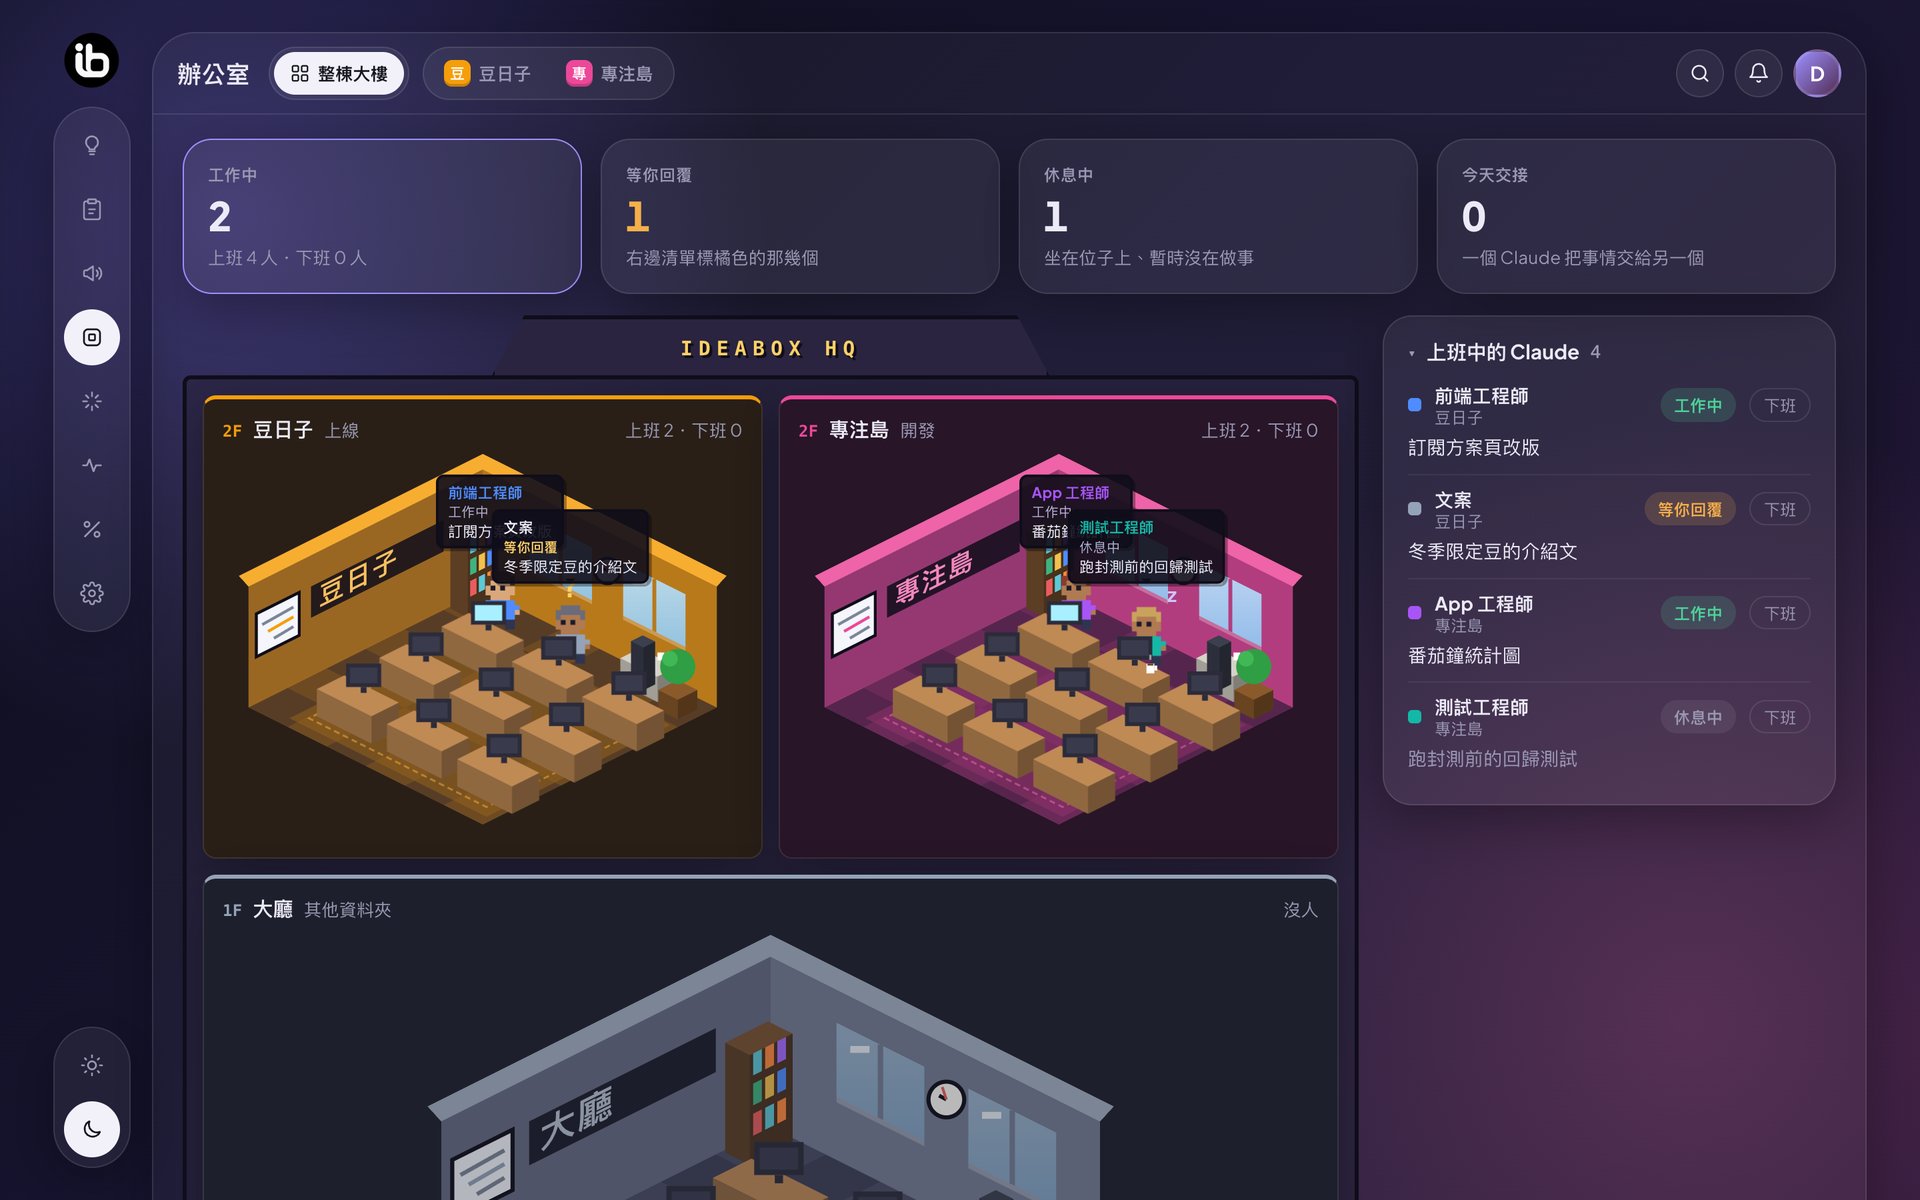 ib
辦公室
整棟大樓
豆 豆日子
專 專注島
D
工作中
2
上班 4 人 · 下班 0 人
等你回覆
1
右邊清單標橘色的那幾個
休息中
1
坐在位子上、暫時沒在做事
今天交接
0
一個 Claude 把事情交給另一個
IDEABOX HQ
2F 豆日子 上線
上班 2 · 下班 0
前端工程師
工作中
訂閱方
文案
等你回覆
冬季限定豆的介紹文
豆日子
2F 專注島 開發
上班 2 · 下班 0
App 工程師
工作中
番茄
測試工程師
休息中
跑封測前的回歸測試
專注島
z
1F 大廳 其他資料夾
沒人
大廳
上班中的 Claude 4
前端工程師
豆日子
工作中
下班
訂閱方案頁改版
文案
豆日子
等你回覆
下班
冬季限定豆的介紹文
App 工程師
專注島
工作中
下班
番茄鐘統計圖
測試工程師
專注島
休息中
下班
跑封測前的回歸測試